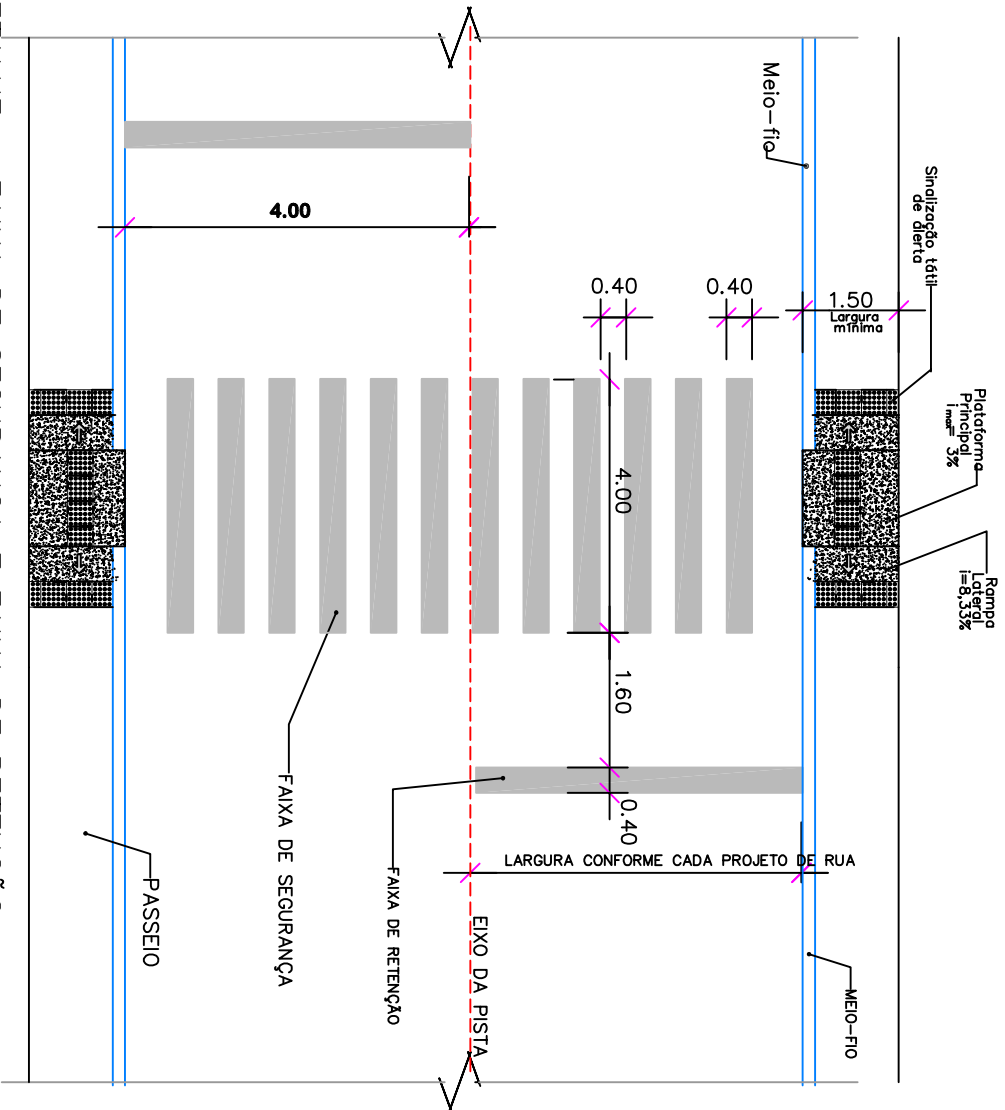 Meio-fio
Sinalização tátil
de alerta
1.50
Largura
mínima
0.40
0.40
4.00
Plataforma
Principal
i max= 3%
Rampa
Lateral
i=8,33%
4.00
1.60
0.40
LARGURA CONFORME CADA PROJETO DE RUA
FAIXA DE SEGURANÇA
FAIXA DE RETENÇÃO
EIXO DA PISTA
PASSEIO
MEIO-FIO